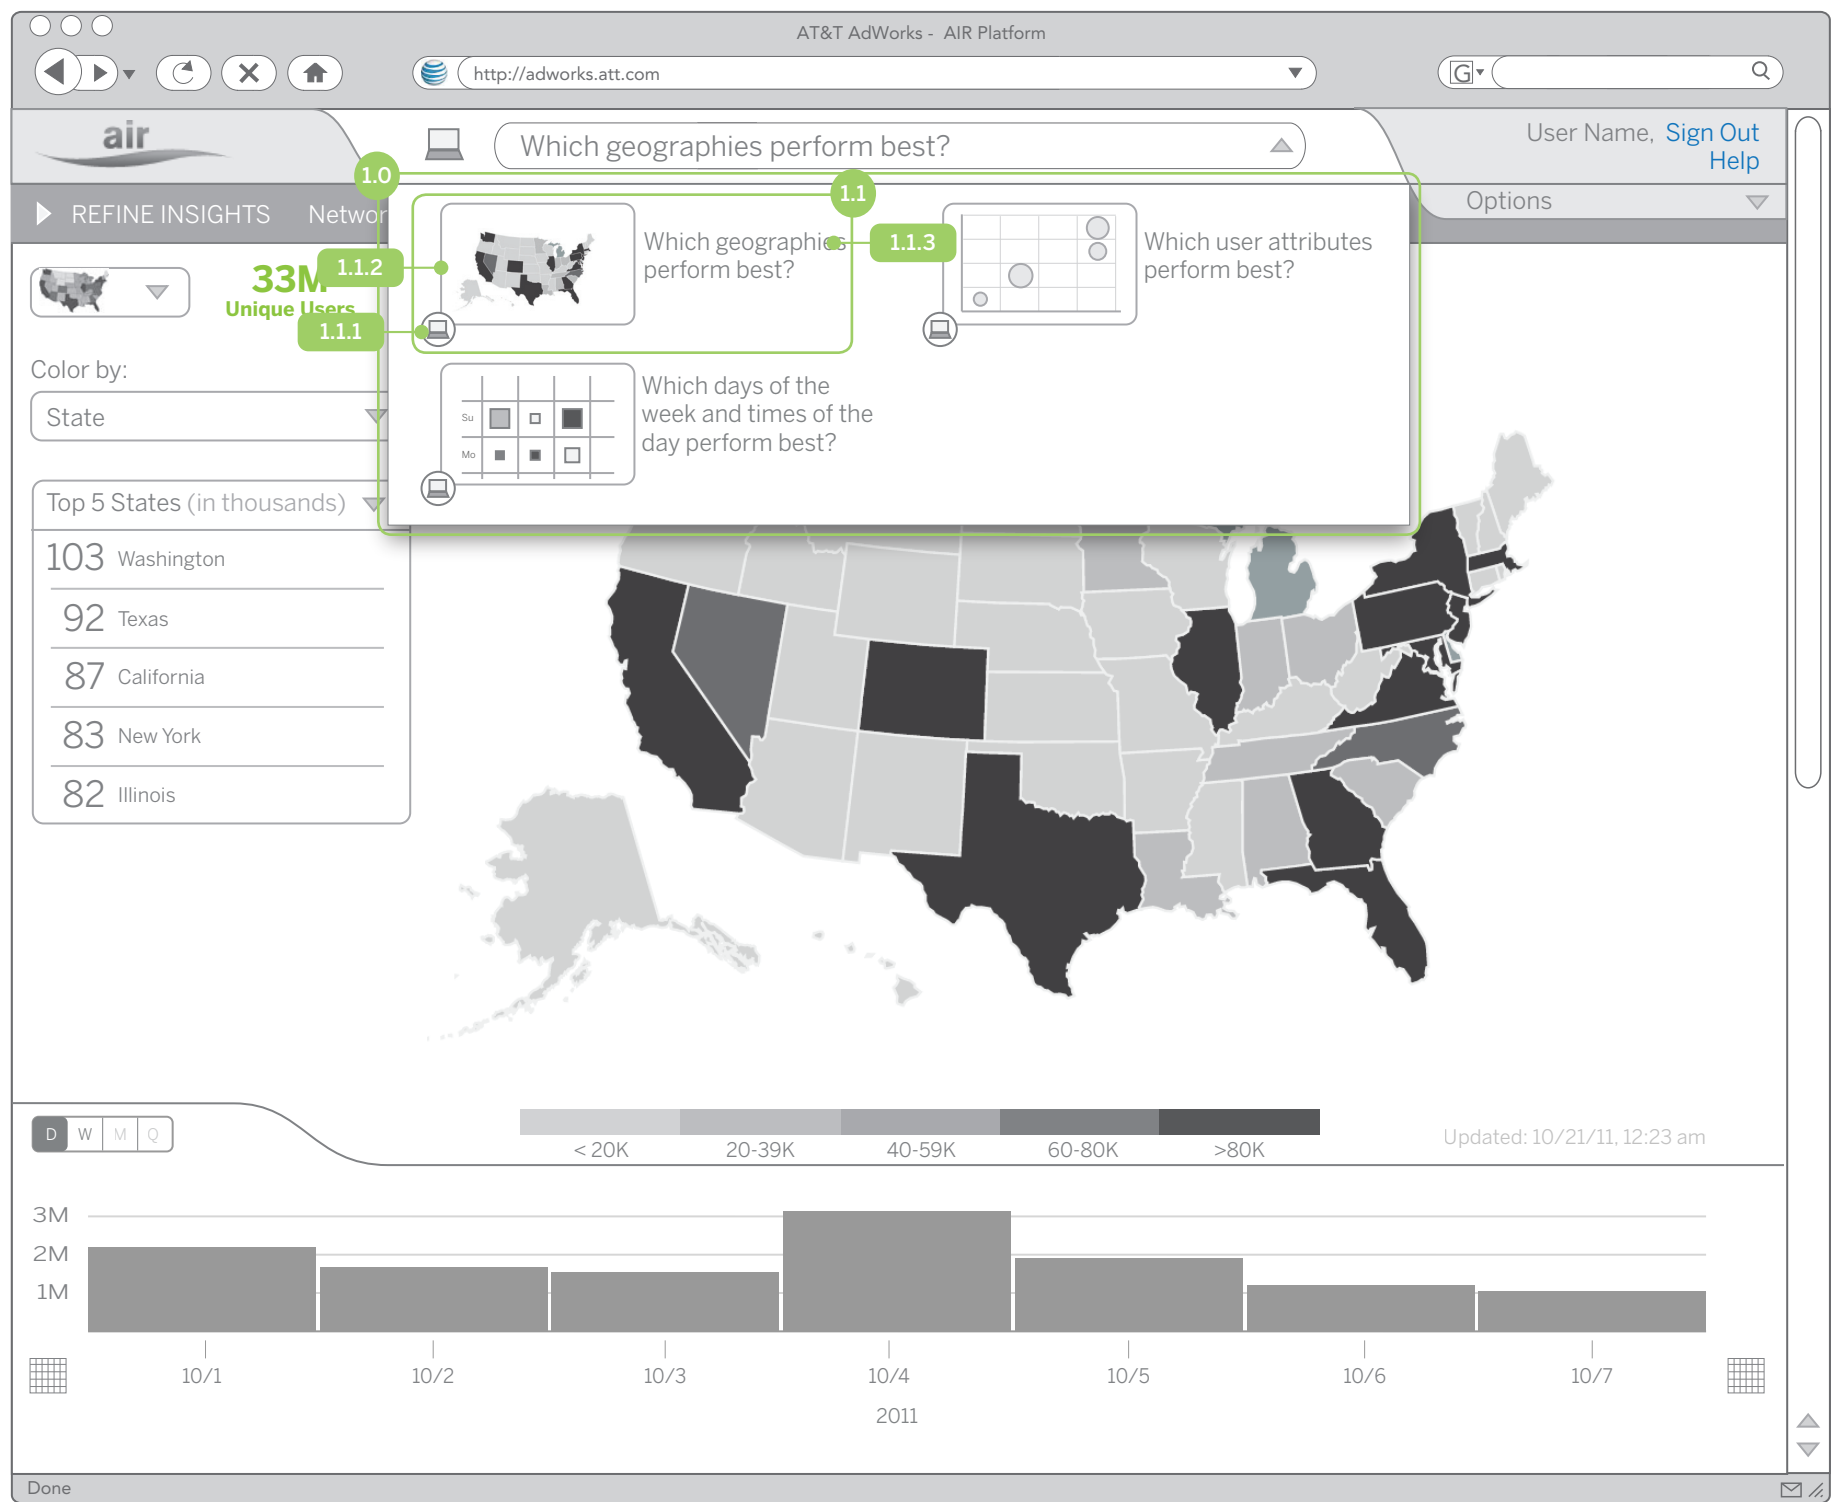 AT&T AdWorks - AIR Platform
http://adworks.att.com
G
air
Which geographies perform best?
User Name, Sign Out
Help
1.0
1.1
REFINE INSIGHTS
Options
Which geographies
perform best?
1.1.3
Which user attributes
perform best?
1.1.2
33M
Unique Users
1.1.1
Color by:
State
Which days of the
week and times of the
day perform best?
Su
Mo
Top 5 States (in thousands)
103 Washington
92 Texas
87 California
83 New York
82 Illinois
D W M Q
< 20K 20-39K 40-59K 60-80K >80K
Updated: 10/21/11, 12:23 am
3M
2M
1M
10/1 10/2 10/3 10/4 10/5 10/6 10/7
2011
Done